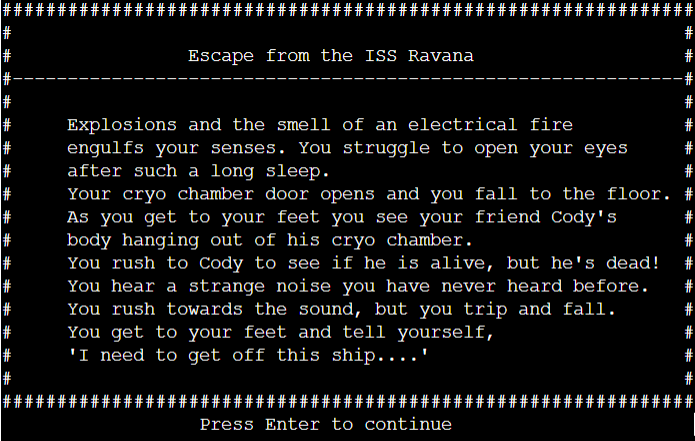 Escape from the ISS Ravana
Explosions and the smell of an electrical fire
engulfs your senses. You struggle to open your eyes
after such a long sleep.
Your cryo chamber door opens and you fall to the floor.
As you get to your feet you see your friend Cody's
body hanging out of his cryo chamber.
You rush to Cody to see if he is alive, but he's dead!
You hear a strange noise you have never heard before.
You rush towards the sound, but you trip and fall.
You get to your feet and tell yourself,
'I need to get off this ship....'
Press Enter to continue